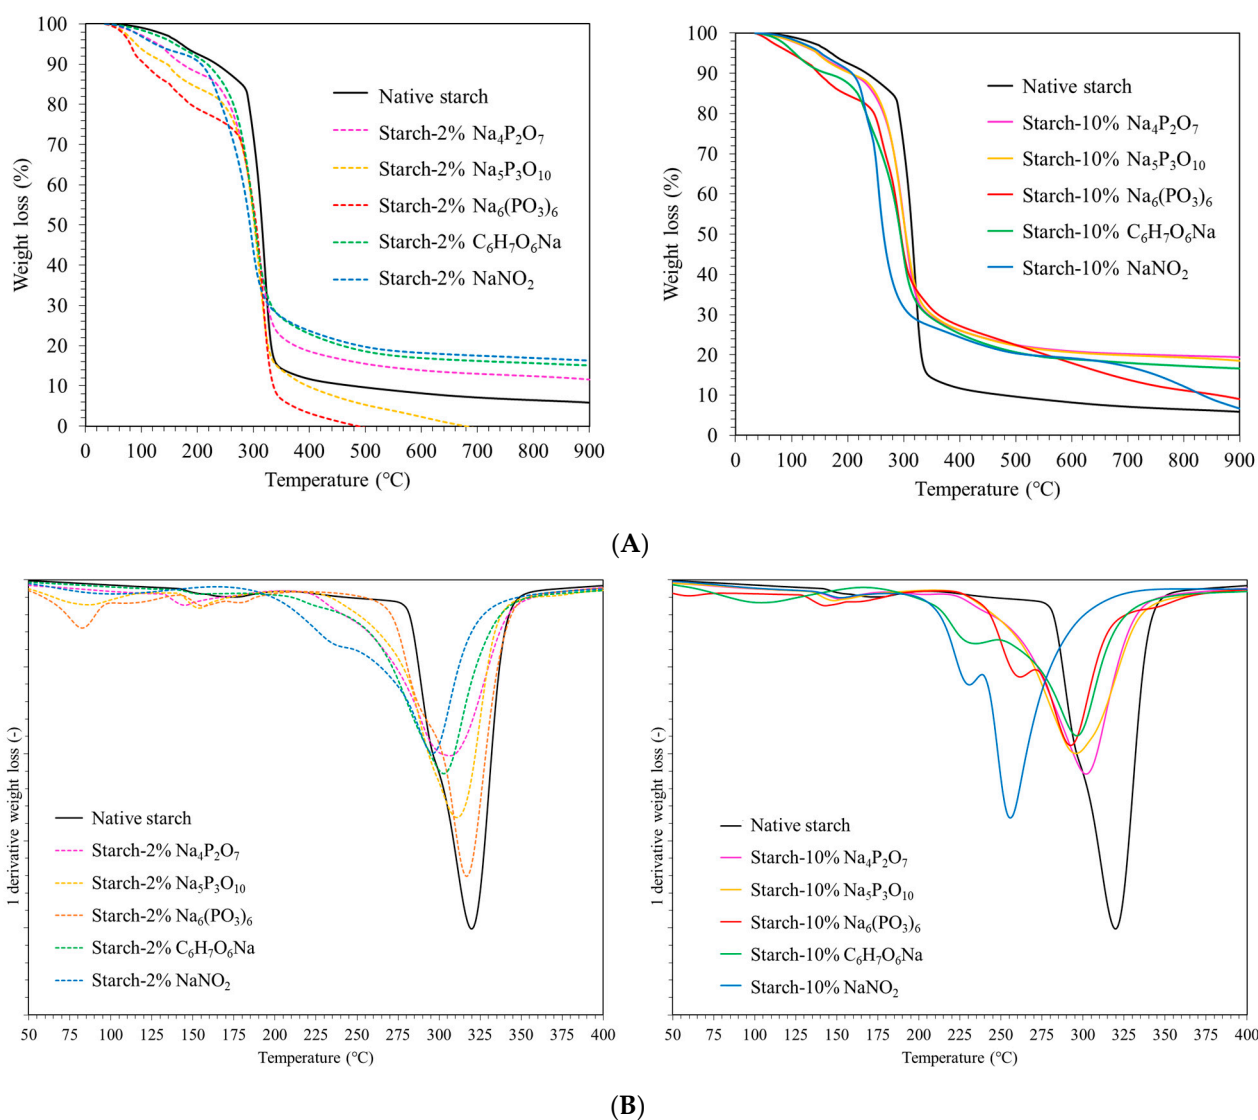 100
90
80
70
60
50
40
30
20
10
0
Weight loss (%)
0 100 200 300 400 500 600 700 800 900
Temperature (°C)
Native starch
Starch-2% Na₄P₂O₇
Starch-2% Na₅P₃O₁₀
Starch-2% Na₆(PO₃)₆
Starch-2% C₆H₇O₆Na
Starch-2% NaNO₂
100
90
80
70
60
50
40
30
20
10
0
Weight loss (%)
0 100 200 300 400 500 600 700 800 900
Temperature (°C)
Native starch
Starch-10% Na₄P₂O₇
Starch-10% Na₅P₃O₁₀
Starch-10% Na₆(PO₃)₆
Starch-10% C₆H₇O₆Na
Starch-10% NaNO₂
(A)
1 derivative weight loss (-)
Native starch
Starch-2% Na₄P₂O₇
Starch-2% Na₅P₃O₁₀
Starch-2% Na₆(PO₃)₆
Starch-2% C₆H₇O₆Na
Starch-2% NaNO₂
50 75 100 125 150 175 200 225 250 275 300 325 350 375 400
Temperature (°C)
1 derivative weight loss (-)
Native starch
Starch-10% Na₄P₂O₇
Starch-10% Na₅P₃O₁₀
Starch-10% Na₆(PO₃)₆
Starch-10% C₆H₇O₆Na
Starch-10% NaNO₂
50 75 100 125 150 175 200 225 250 275 300 325 350 375 400
Temperature (°C)
(B)